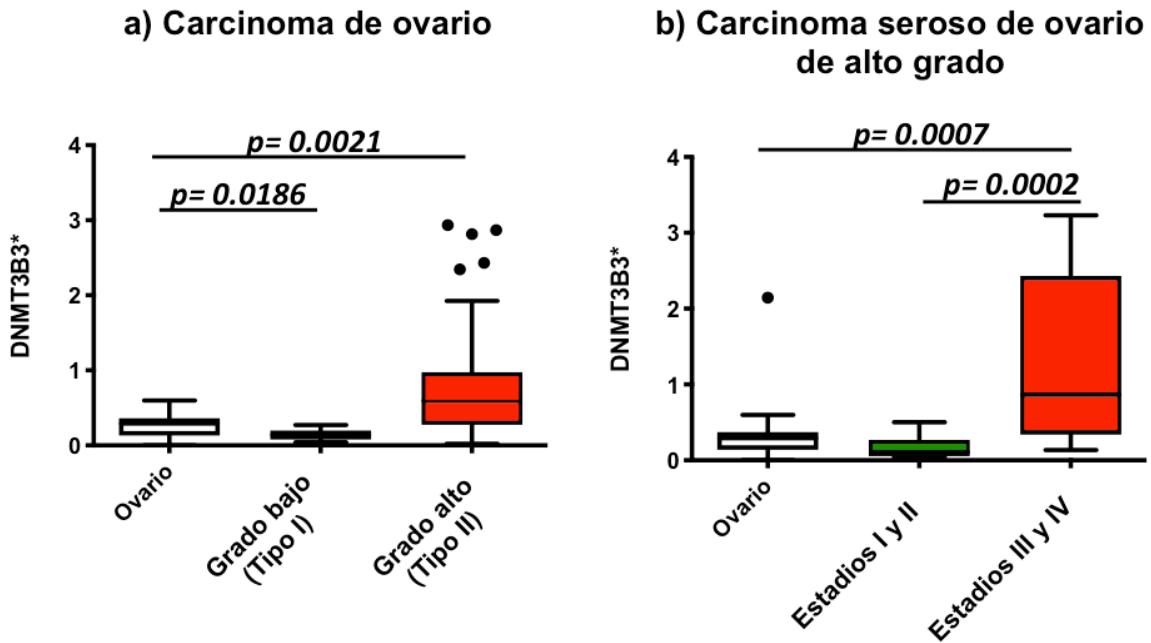 a) Carcinoma de ovario
p= 0.0021
p= 0.0186
4
3
2
1
0
DNMT3B3*
Ovario
Grado bajo
(Tipo I)
Grado alto
(Tipo II)
b) Carcinoma seroso de ovario
de alto grado
p= 0.0007
p= 0.0002
4
3
2
1
0
DNMT3B3*
Ovario
Estadios I y II
Estadios III y IV